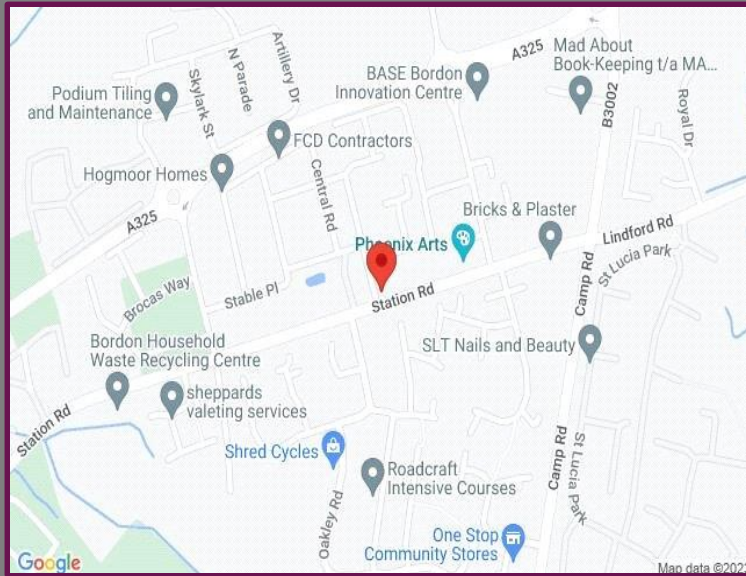 Artillery Dr
N Parade
A325
Mad About
Book-Keeping t/a MA...
BASE Bordon
Innovation Centre
Skylark St
Podium Tiling
and Maintenance
B3002
Royal Dr
FCD Contractors
Hogmoor Homes
Central Rd
A325
Bricks & Plaster
Phoenix Arts
Lindford Rd
St Lucia Park
Camp Rd
Brocas Way
Stable Pl
Station Rd
Bordon Household
Waste Recycling Centre
SLT Nails and Beauty
sheppards
valeting services
Station Rd
Shred Cycles
Camp Rd
St Lucia Park
Roadcraft
Intensive Courses
Oakley Rd
One Stop
Community Stores
Google
Map data ©202